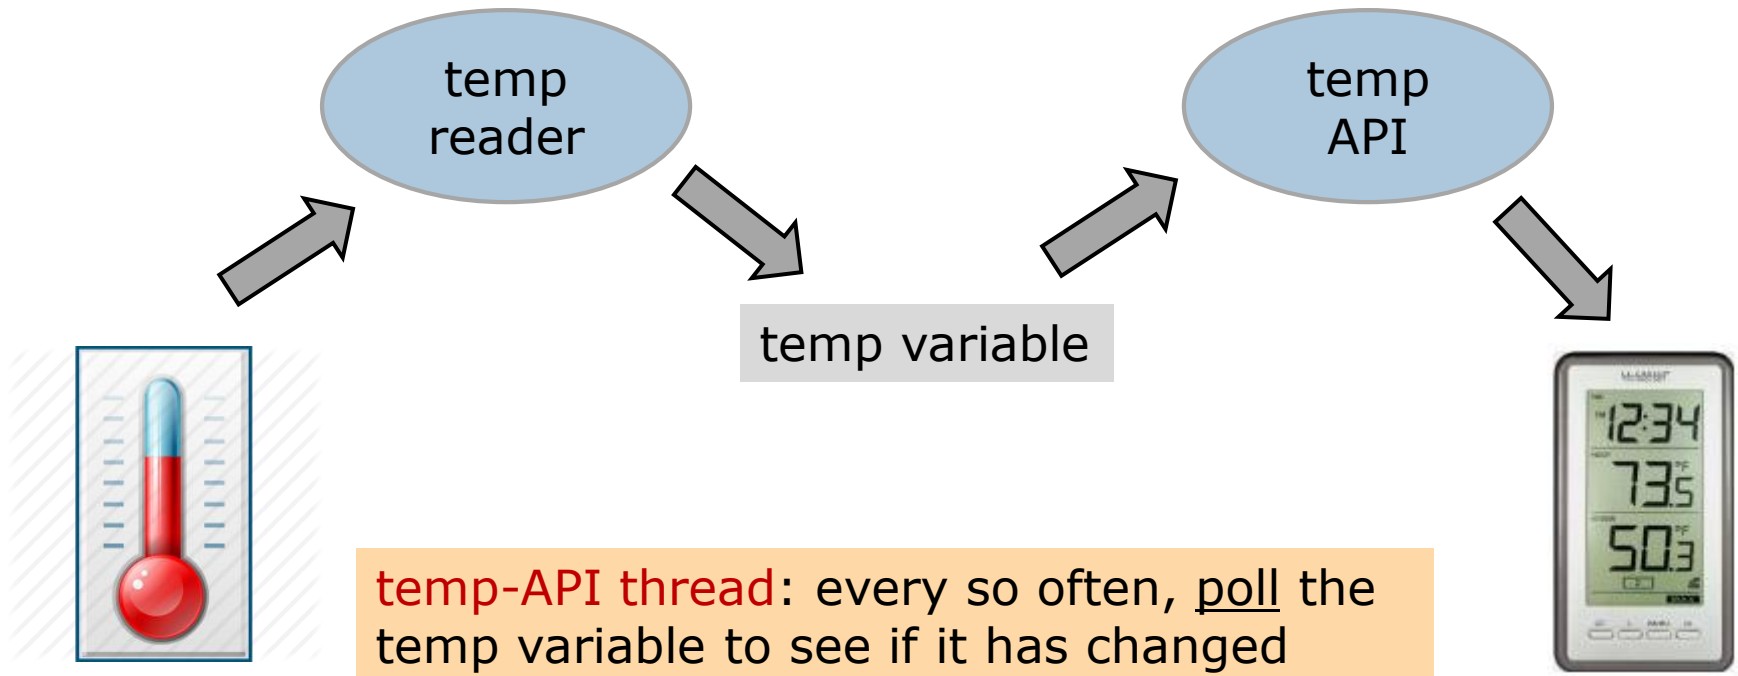 temp
reader
temp
API
temp variable
12:34
73.5 °F
50.3 °F
temp-API thread: every so often, poll the
temp variable to see if it has changed